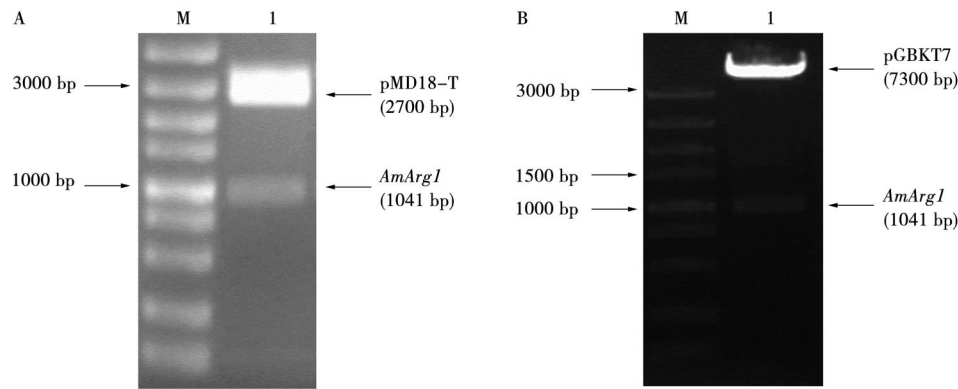 A
M
1
3000 bp
pMD18-T
(2700 bp)
1000 bp
AmArg1
(1041 bp)
B
M
1
pGBKT7
(7300 bp)
3000 bp
1500 bp
1000 bp
AmArg1
(1041 bp)